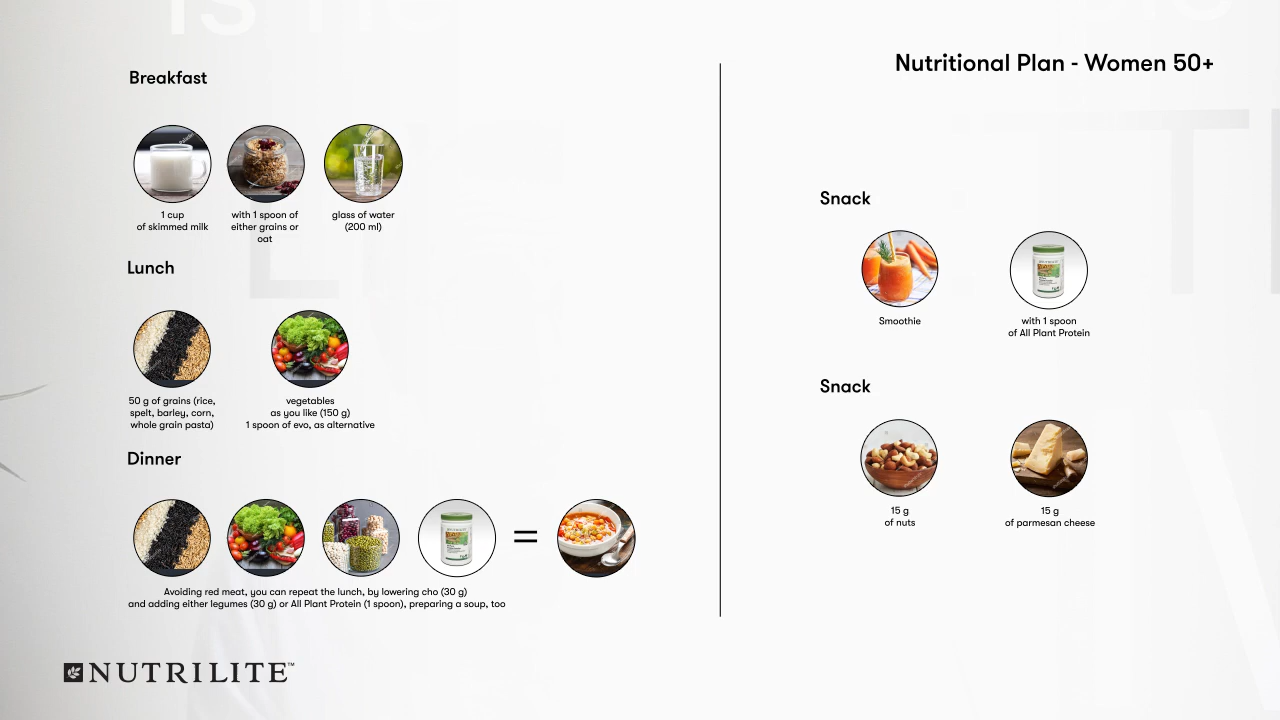 Nutritional Plan - Women 50+
Breakfast
1 cup
of skimmed milk
with 1 spoon of
either grains or
oat
glass of water
(200 ml)
Lunch
50 g of grains (rice,
spelt, barley, corn,
whole grain pasta)
vegetables
as you like (150 g)
1 spoon of evo, as alternative
Dinner
=
Avoiding red meat, you can repeat the lunch, by lowering cho (30 g)
and adding either legumes (30 g) or All Plant Protein (1 spoon), preparing a soup, too
Snack
Smoothie
with 1 spoon
of All Plant Protein
Snack
15 g
of nuts
15 g
of parmesan cheese
NUTRILITE™